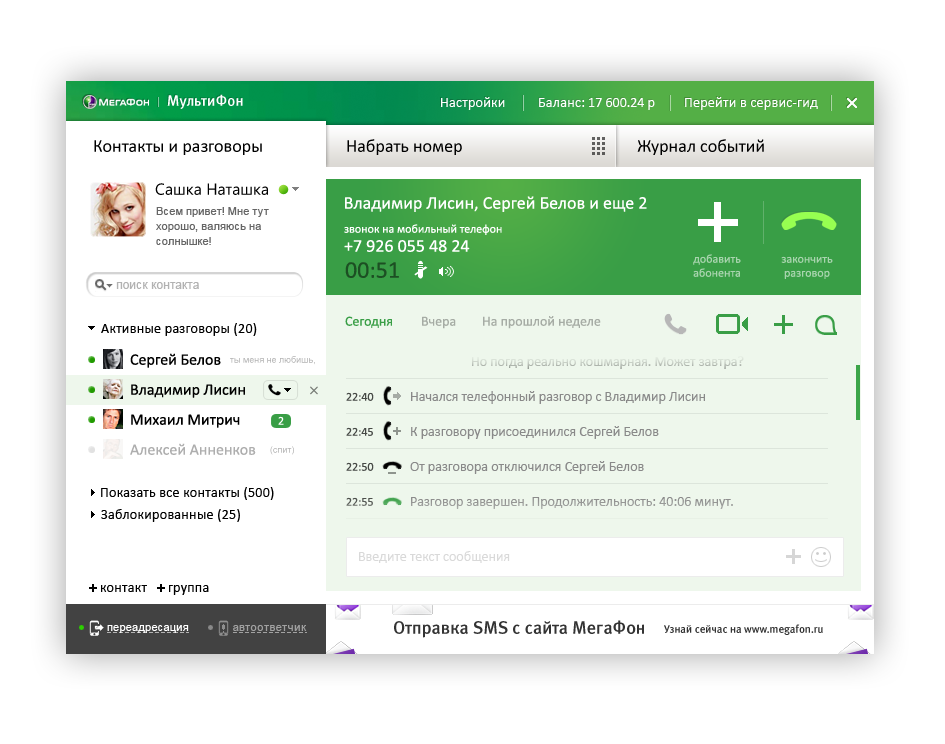 МЕГАФОН | МультиФон
Настройки
Баланс: 17 600.24 р
Перейти в сервис-гид
Контакты и разговоры
Набрать номер
Журнал событий
Сашка Наташка
Всем привет! Мне тут
хорошо, валяюсь на
солнышке!
поиск контакта
Активные разговоры (20)
Сергей Белов
ты меня не любишь,
Владимир Лисин
Михаил Митрич
2
Алексей Анненков
(спит)
Показать все контакты (500)
Заблокированные (25)
+ контакт
+ группа
переадресация
автоответчик
Владимир Лисин, Сергей Белов и еще 2
звонок на мобильный телефон
+7 926 055 48 24
00:51
добавить
абонента
закончить
разговор
Сегодня
Вчера
На прошлой неделе
Но погода реально кошмарная. Может завтра?
22:40 Начался телефонный разговор с Владимир Лисин
22:45 К разговору присоединился Сергей Белов
22:50 От разговора отключился Сергей Белов
22:55 Разговор завершен. Продолжительность: 40:06 минут.
Введите текст сообщения
Отправка SMS с сайта МегаФон
Узнай сейчас на www.megafon.ru